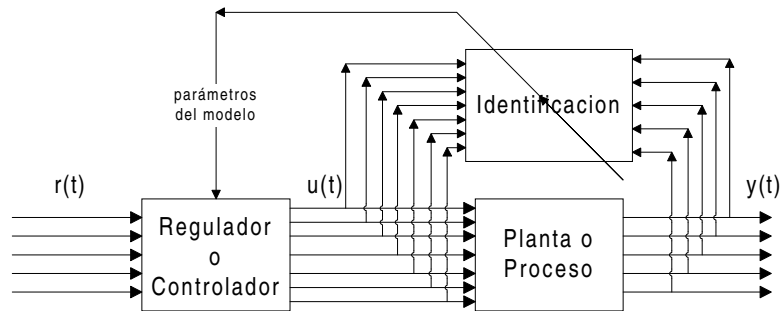 parámetros
del modelo
Identificacion
r(t)
u(t)
y(t)
Regulador
o
Controlador
Planta o
Proceso